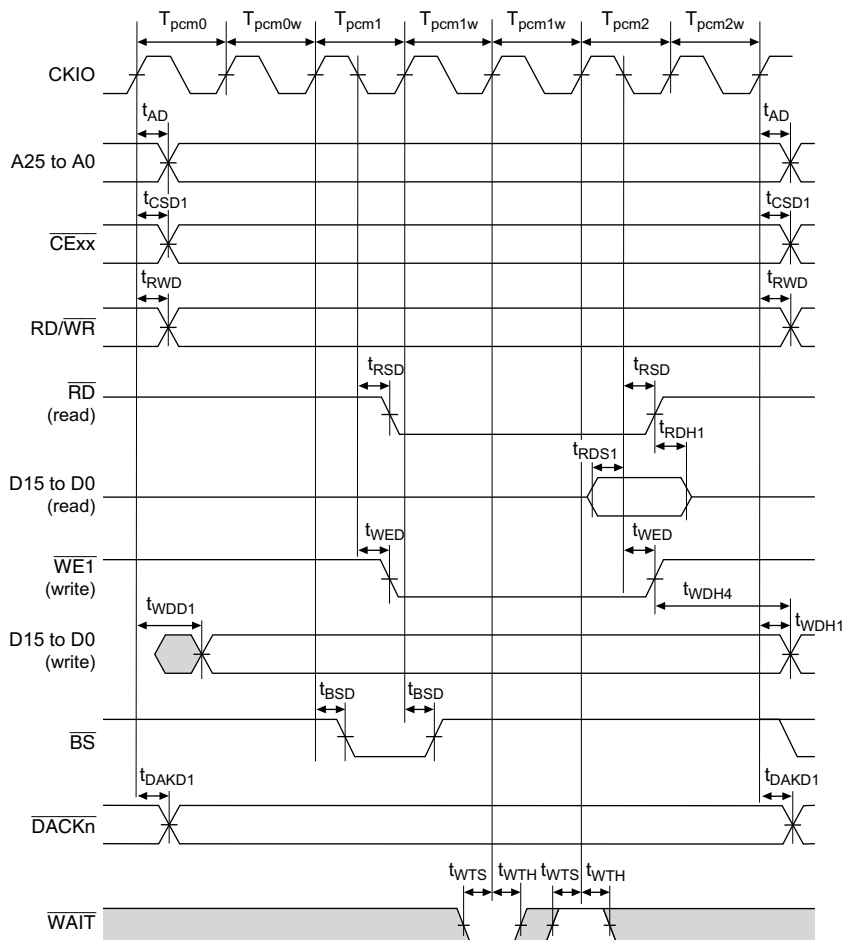 Tpcm0 Tpcm0w Tpcm1 Tpcm1w Tpcm1w Tpcm2 Tpcm2w
CKIO
tAD tAD
A25 to A0
tCSD1 tCSD1
CExx
tRWD tRWD
RD/WR
tRSD tRSD
RD
(read)
tRDH1
tRDS1
D15 to D0
(read)
tWED tWED
WE1
(write)
tWDH4
tWDD1
tWDH1
D15 to D0
(write)
tBSD tBSD
BS
tDAKD1 tDAKD1
DACKn
tWTS tWTH tWTS tWTH
WAIT